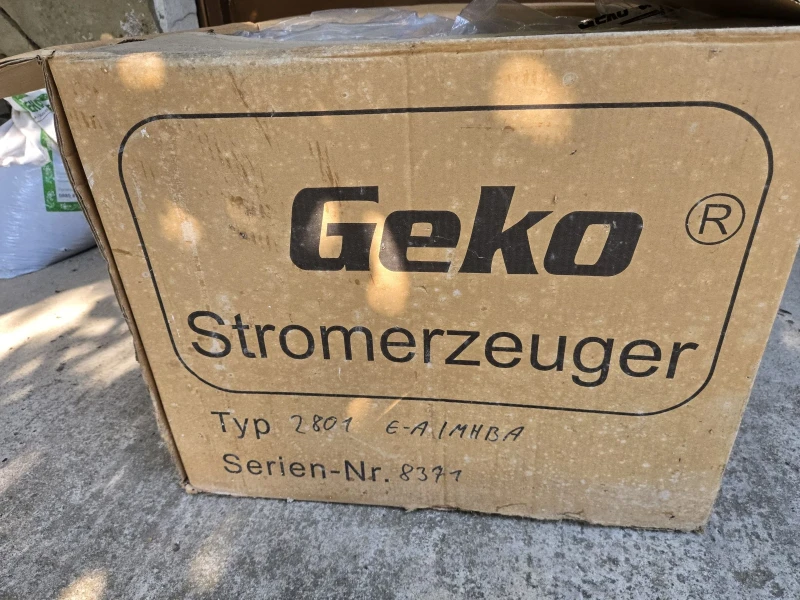 Geko ®
Stromerzeuger
Typ 2801 E-A/MHBA
Serien-Nr. 8371